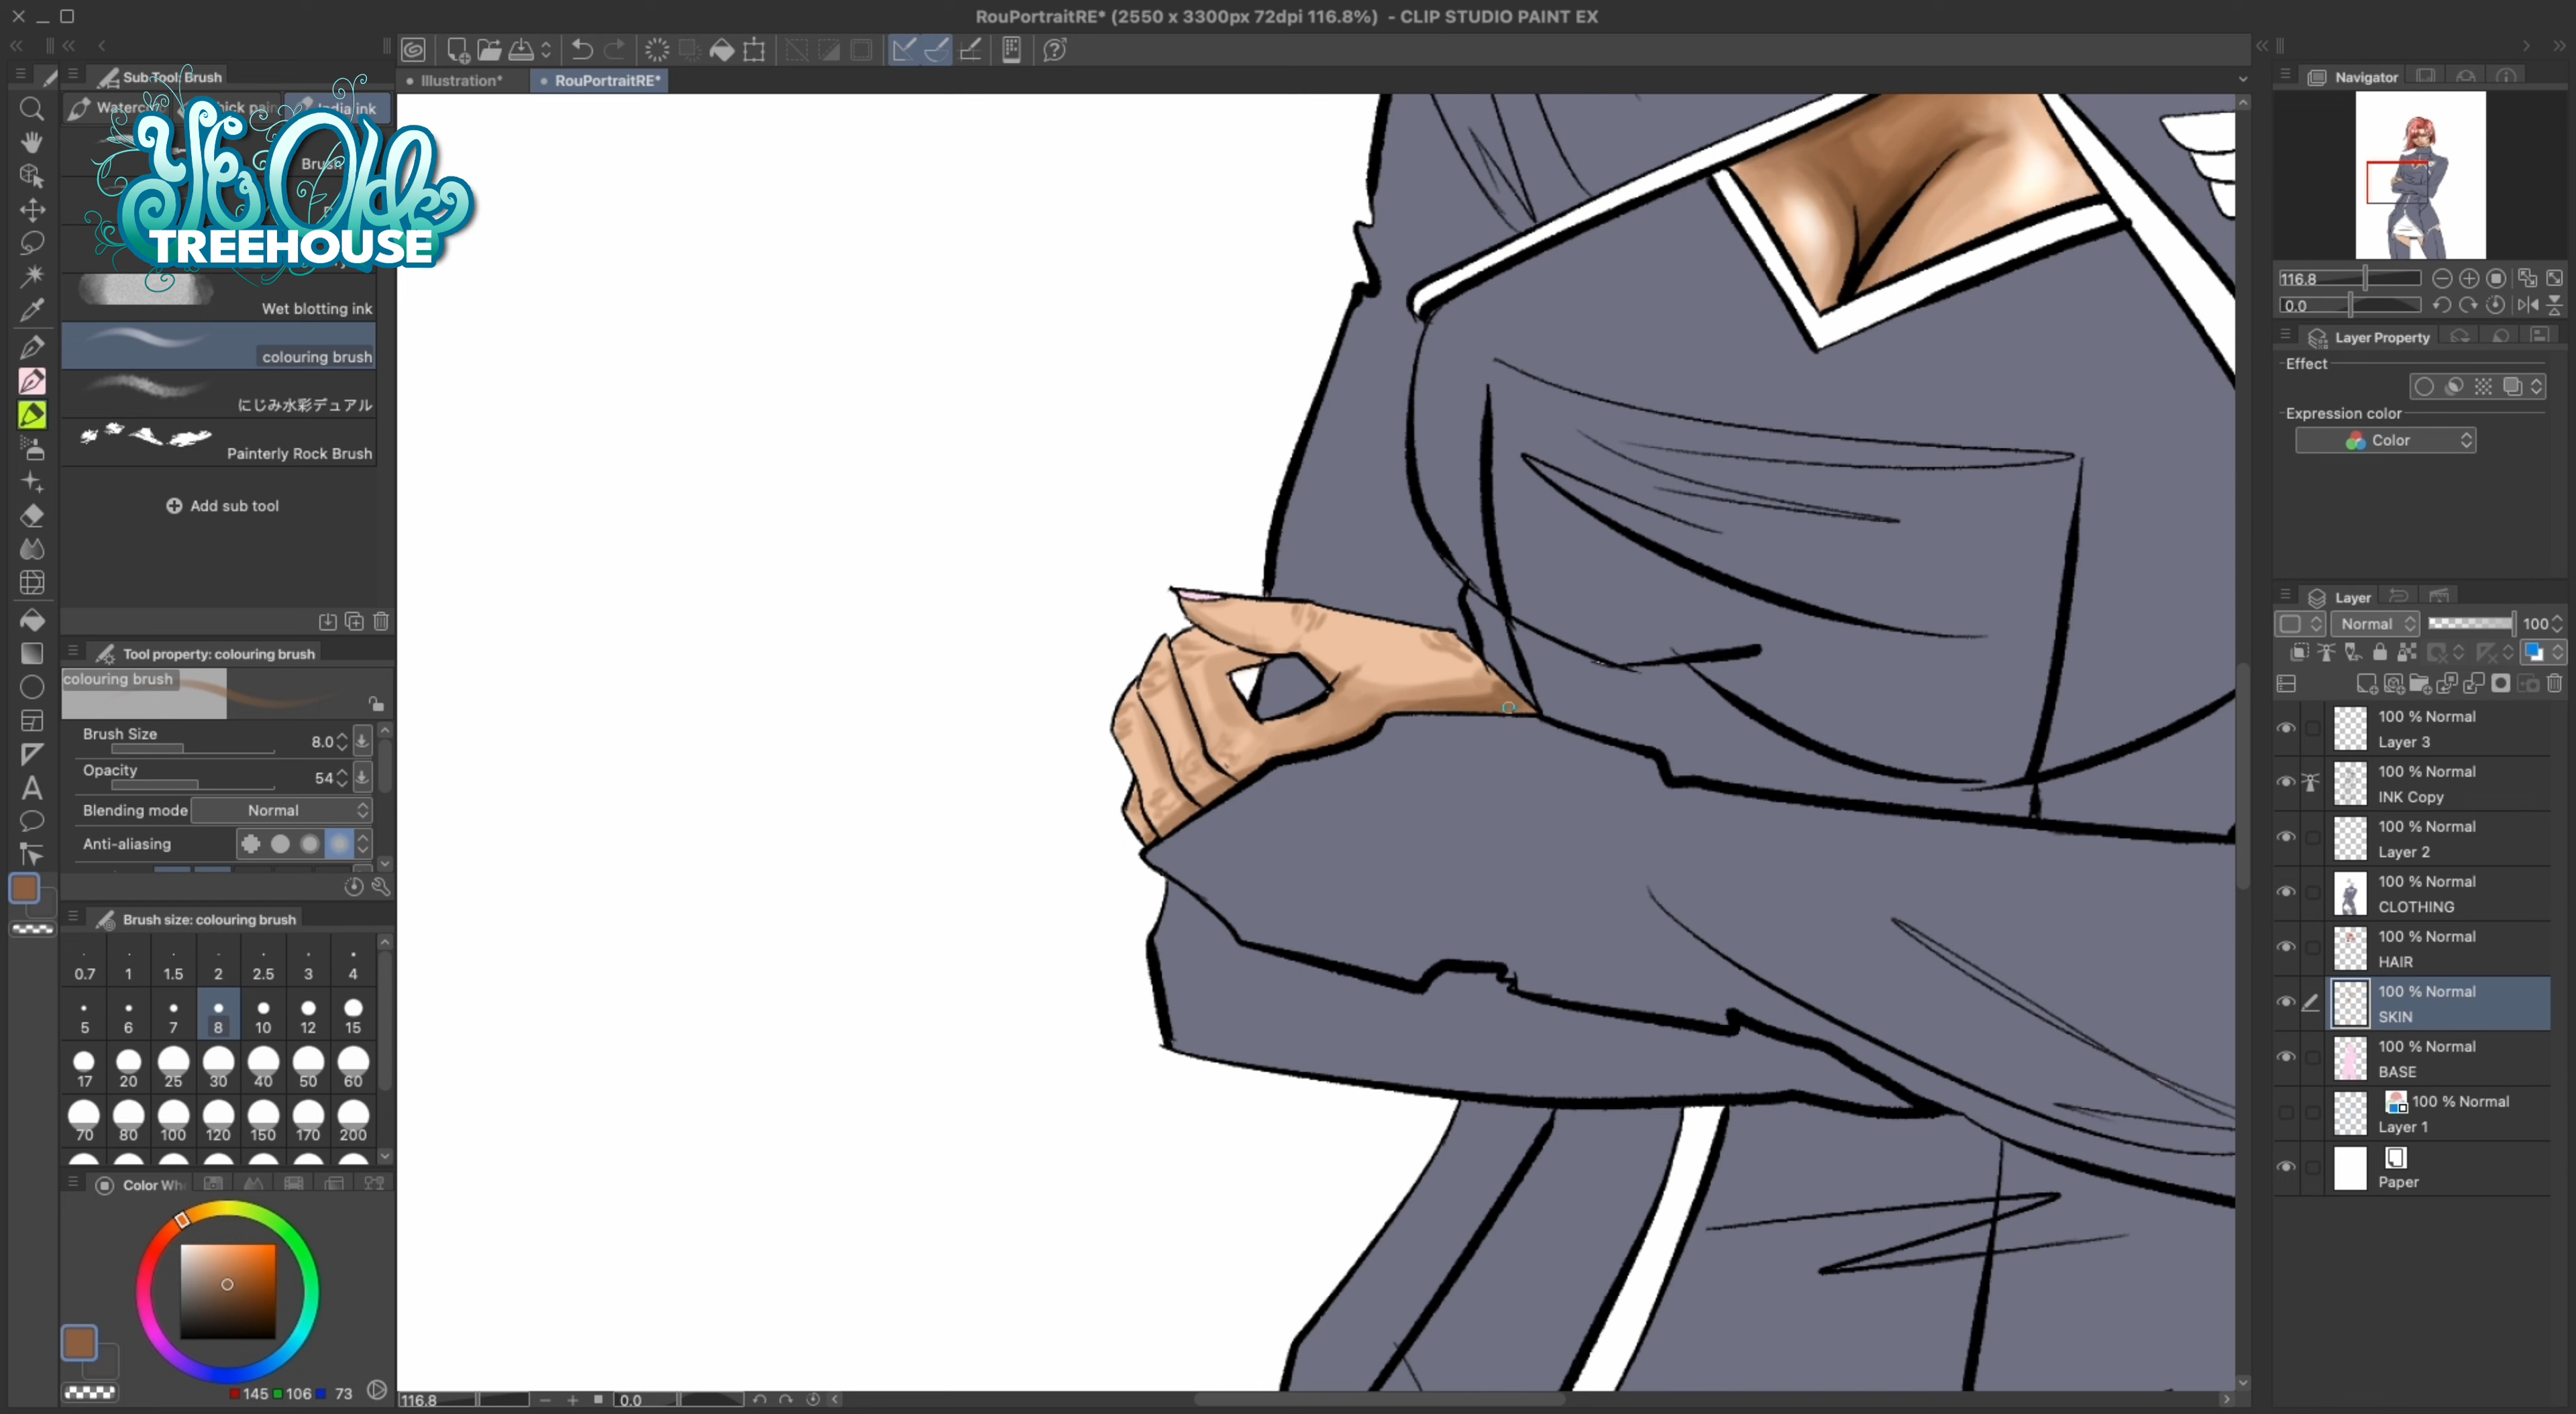 RouPortraitRE* (2550 x 3300px 72dpi 116.8%) - CLIP STUDIO PAINT EX
Illustration*
RouPortraitRE*
Sub Tool: Brush
Ye Olde
TREEHOUSE
Wet blotting ink
colouring brush
にじみ水彩デュアル
Painterly Rock Brush
Add sub tool
Tool property: colouring brush
colouring brush
Brush Size 8.0
Opacity 54
Blending mode Normal
Anti-aliasing
Brush size: colouring brush
0.7 1 1.5 2 2.5 3 4
5 6 7 8 10 12 15
17 20 25 30 40 50 60
70 80 100 120 150 170 200
Color Wh
145 106 73
116.8 0.0
Navigator
116.8
0.0
Layer Property
Effect
Expression color
Color
Layer
Normal 100
100 % Normal
Layer 3
100 % Normal
INK Copy
100 % Normal
Layer 2
100 % Normal
CLOTHING
100 % Normal
HAIR
100 % Normal
SKIN
100 % Normal
BASE
100 % Normal
Layer 1
Paper